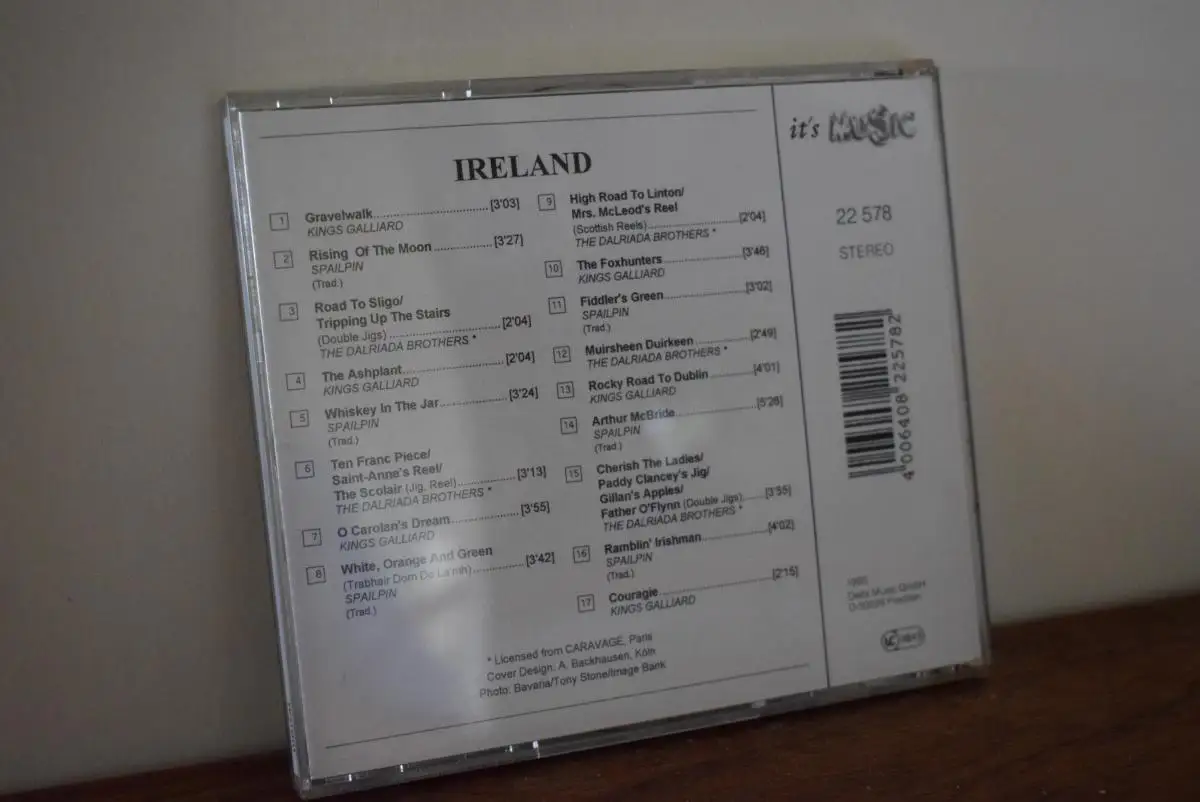 IRELAND
1 Gravelwalk [3'03]
KINGS GALLIARD
2 Rising Of The Moon [3'27]
SPAILPIN
(Trad.)
3 Road To Sligo/
Tripping Up The Stairs
(Double Jigs) [2'04]
THE DALRIADA BROTHERS *
4 The Ashplant [2'04]
KINGS GALLIARD
5 Whiskey In The Jar [3'24]
SPAILPIN
(Trad.)
6 Ten Franc Piece/
Saint-Anne's Reel/
The Scolair (Jig, Reel) [3'13]
THE DALRIADA BROTHERS *
7 O Carolan's Dream [3'55]
KINGS GALLIARD
8 White, Orange And Green
(Trabhair Dom De La'mh) [3'42]
SPAILPIN
(Trad.)
9 High Road To Linton/
Mrs. McLeod's Reel
(Scottish Reels) [2'04]
THE DALRIADA BROTHERS *
10 The Foxhunters [3'46]
KINGS GALLIARD
11 Fiddler's Green [3'02]
SPAILPIN
(Trad.)
12 Muirsheen Duirkeen [2'49]
THE DALRIADA BROTHERS *
13 Rocky Road To Dublin [4'01]
KINGS GALLIARD
14 Arthur McBride [5'28]
SPAILPIN
(Trad.)
15 Cherish The Ladies/
Paddy Clancey's Jig/
Gillan's Apples/
Father O'Flynn (Double Jigs) [3'55]
THE DALRIADA BROTHERS *
16 Ramblin' Irishman [4'02]
SPAILPIN
(Trad.)
17 Couragie [2'15]
KINGS GALLIARD
* Licensed from CARAVAGE, Paris
Cover Design: A. Backhausen, Köln
Photo: Bavaria/Tony Stone/Image Bank
it's MUSIC
22 578
STEREO
4 006408 225782
Delta Music GmbH